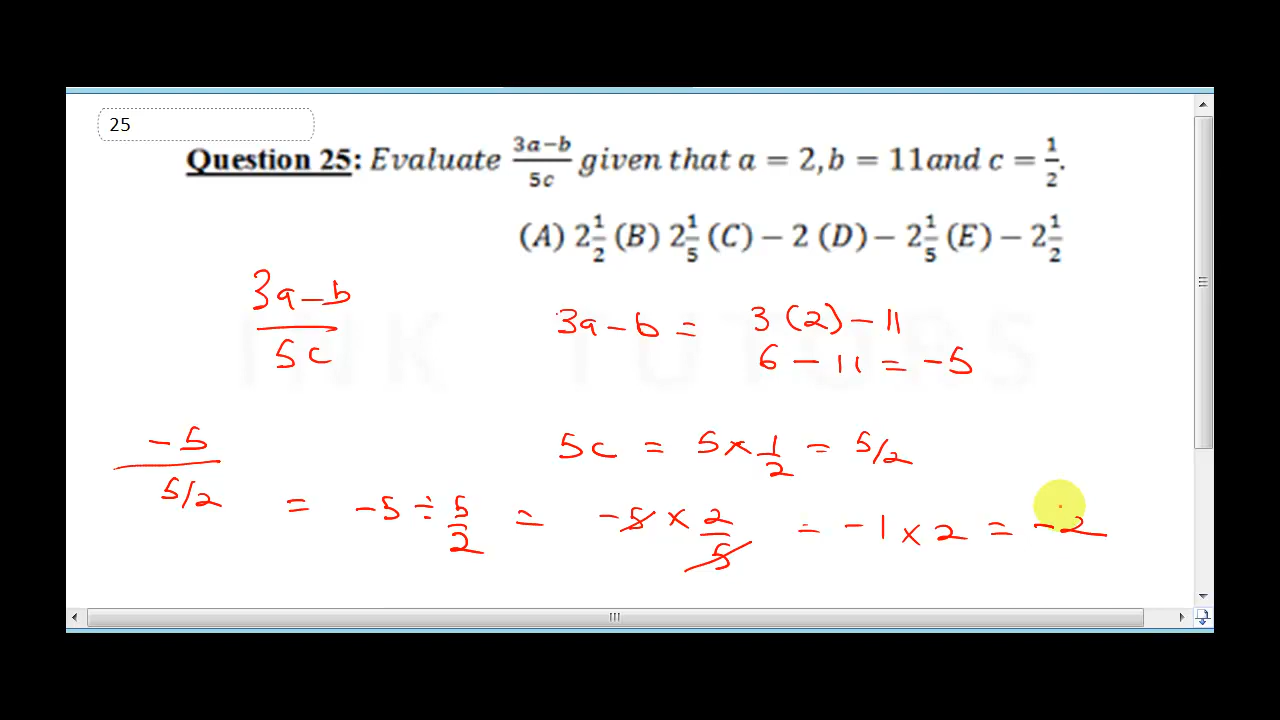 25
Question 25: Evaluate 3a−b/5c given that a = 2, b = 11 and c = 1/2.
(A) 2 1/2 (B) 2 1/5 (C) − 2 (D) − 2 1/5 (E) − 2 1/2
3a − b / 5c
3a − b = 3(2) − 11
6 − 11 = −5
INK TUTORS
5c = 5 × 1/2 = 5/2
−5 / 5/2 = −5 ÷ 5/2 = −5 × 2/5 = −1 × 2 = −2